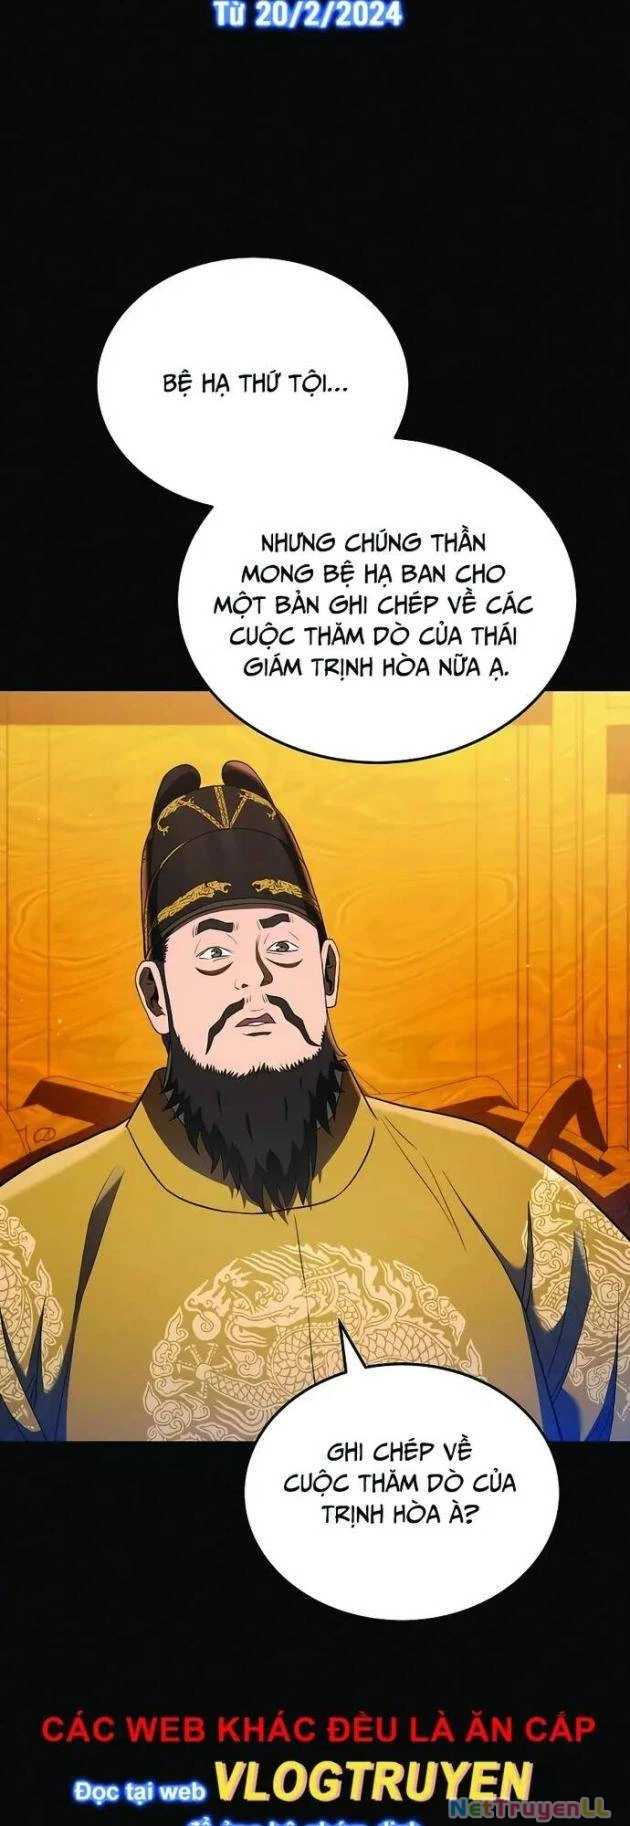 Từ 20/2/2024
BỆ HẠ THỨ TỘI...
NHƯNG CHÚNG THẦN
MONG BỆ HẠ BAN CHO
MỘT BẢN GHI CHÉP VỀ CÁC
CUỘC THĂM DÒ CỦA THÁI
GIÁM TRỊNH HÒA NỮA Ạ.
GHI CHÉP VỀ
CUỘC THĂM DÒ CỦA
TRỊNH HÒA À?
CÁC WEB KHÁC ĐỀU LÀ ĂN CẮP
Đọc tại web VLOGTRUYEN
NetTruyenLL